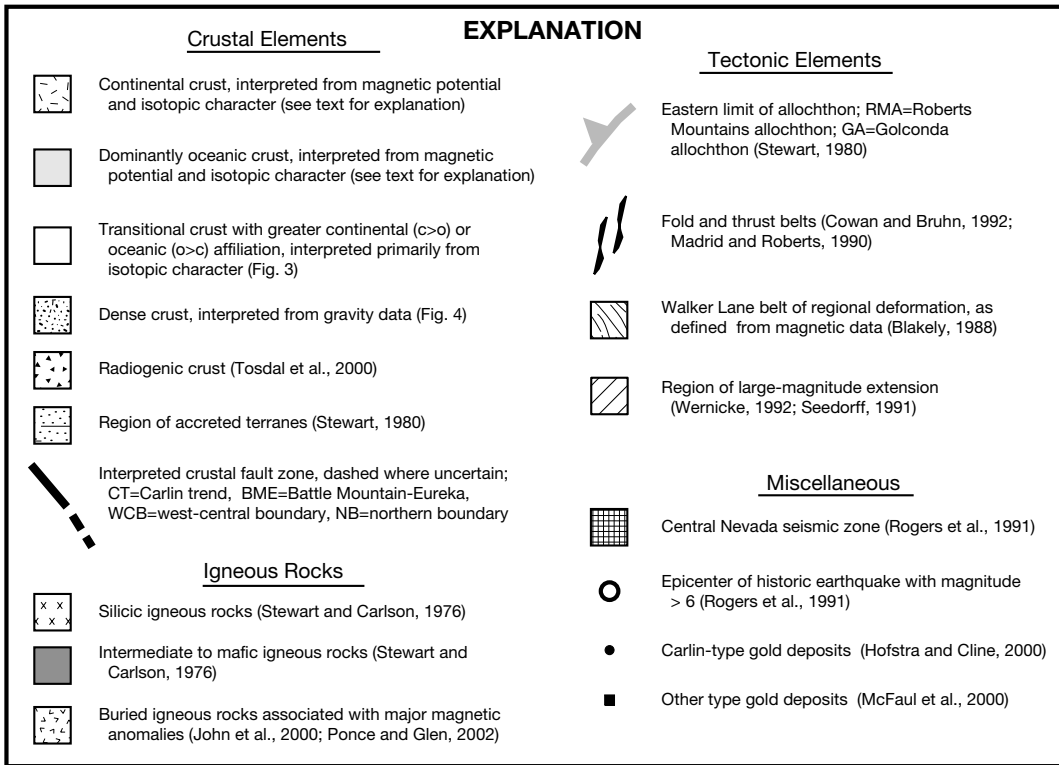 EXPLANATION
Crustal Elements
Continental crust, interpreted from magnetic potential
and isotopic character (see text for explanation)
Dominantly oceanic crust, interpreted from magnetic
potential and isotopic character (see text for explanation)
Transitional crust with greater continental (c>o) or
oceanic (o>c) affiliation, interpreted primarily from
isotopic character (Fig. 3)
Dense crust, interpreted from gravity data (Fig. 4)
Radiogenic crust (Tosdal et al., 2000)
Region of accreted terranes (Stewart, 1980)
Interpreted crustal fault zone, dashed where uncertain;
CT=Carlin trend, BME=Battle Mountain-Eureka,
WCB=west-central boundary, NB=northern boundary
Igneous Rocks
Silicic igneous rocks (Stewart and Carlson, 1976)
Intermediate to mafic igneous rocks (Stewart and
Carlson, 1976)
Buried igneous rocks associated with major magnetic
anomalies (John et al., 2000; Ponce and Glen, 2002)
Tectonic Elements
Eastern limit of allochthon; RMA=Roberts
Mountains allochthon; GA=Golconda
allochthon (Stewart, 1980)
Fold and thrust belts (Cowan and Bruhn, 1992;
Madrid and Roberts, 1990)
Walker Lane belt of regional deformation, as
defined from magnetic data (Blakely, 1988)
Region of large-magnitude extension
(Wernicke, 1992; Seedorff, 1991)
Miscellaneous
Central Nevada seismic zone (Rogers et al., 1991)
Epicenter of historic earthquake with magnitude
> 6 (Rogers et al., 1991)
Carlin-type gold deposits (Hofstra and Cline, 2000)
Other type gold deposits (McFaul et al., 2000)